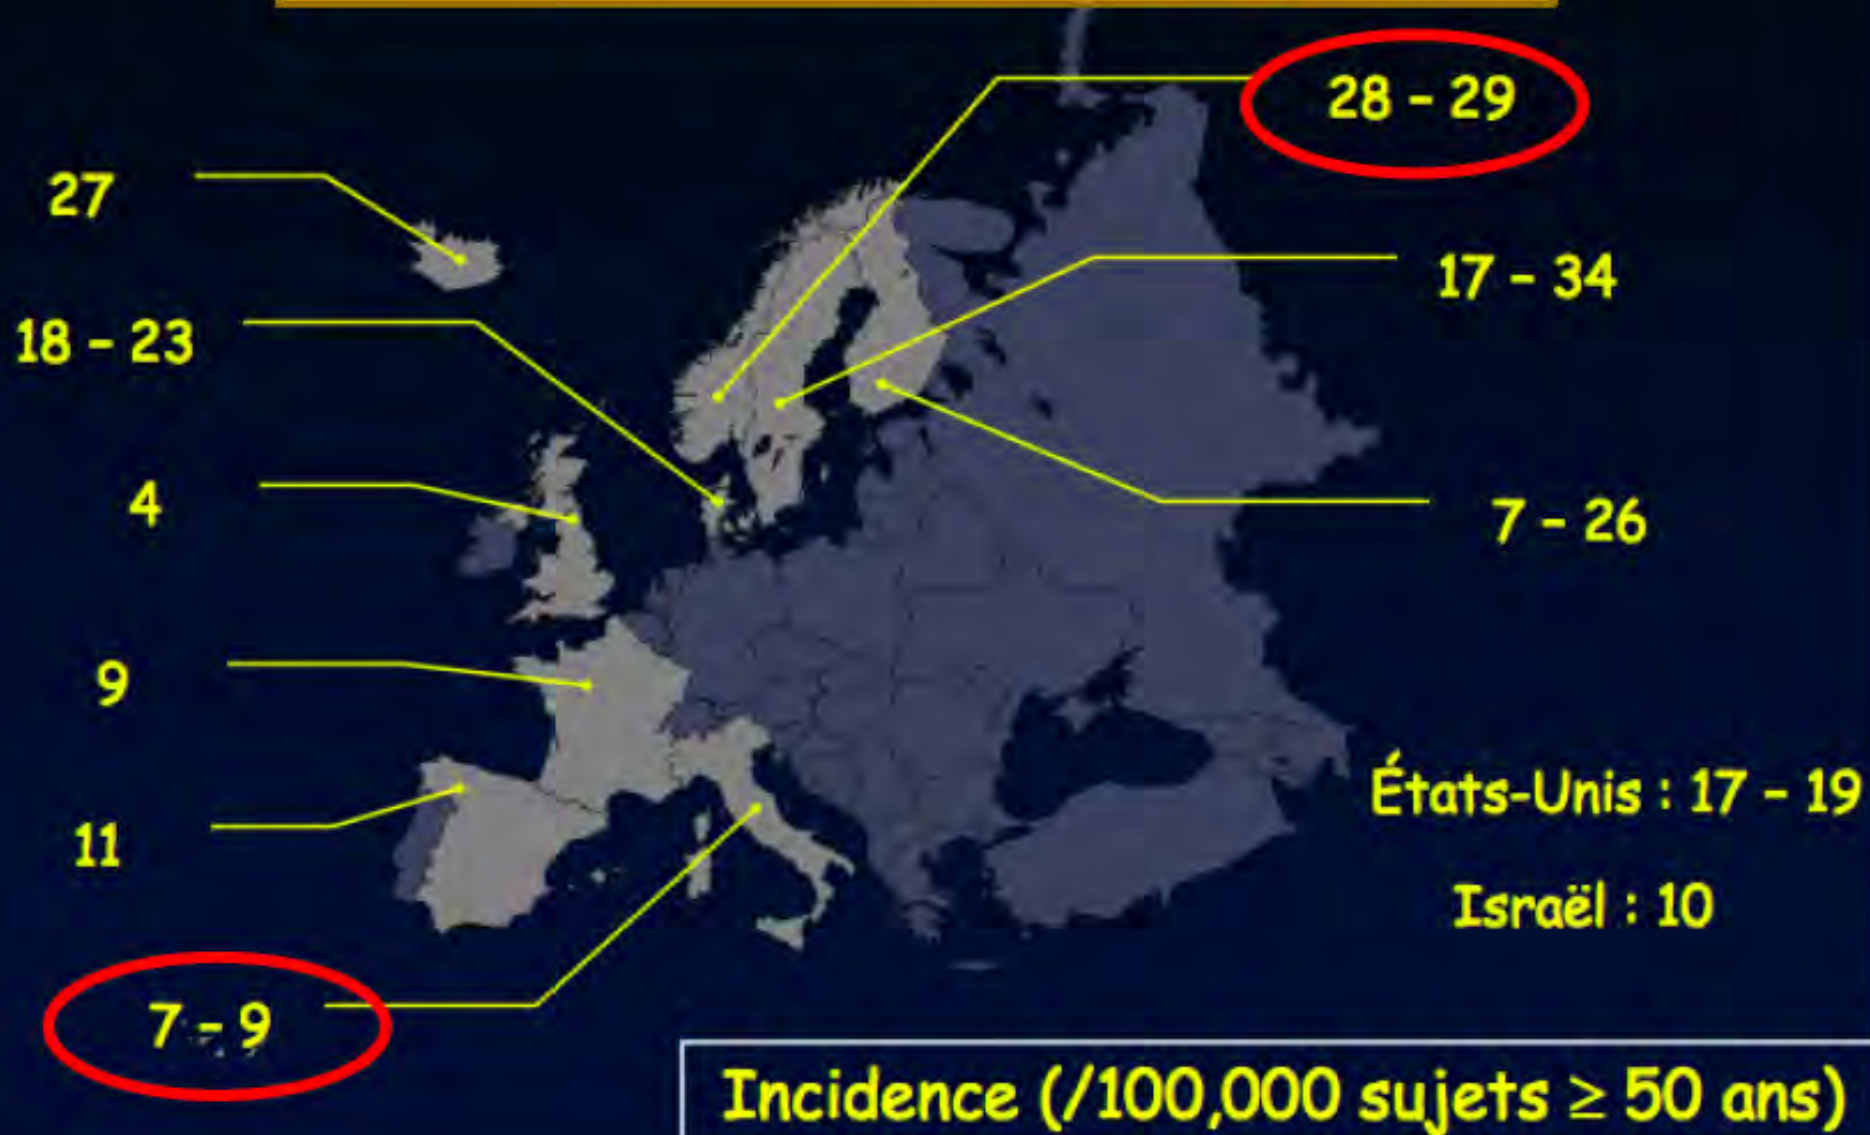 28 – 29
27
17 – 34
18 – 23
4
7 – 26
9
États-Unis : 17 – 19
11
Israël : 10
7 – 9
Incidence (/100,000 sujets ≥ 50 ans)